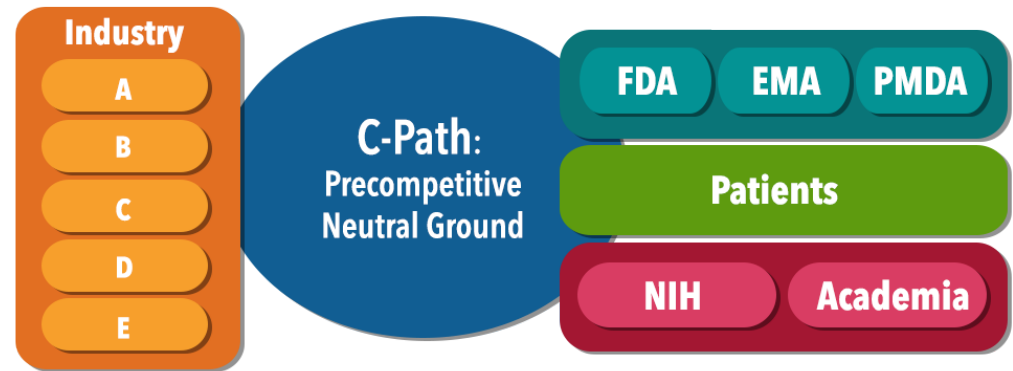 Industry
A
B
C
D
E
C-Path:
Precompetitive
Neutral Ground
FDA
EMA
PMDA
Patients
NIH
Academia